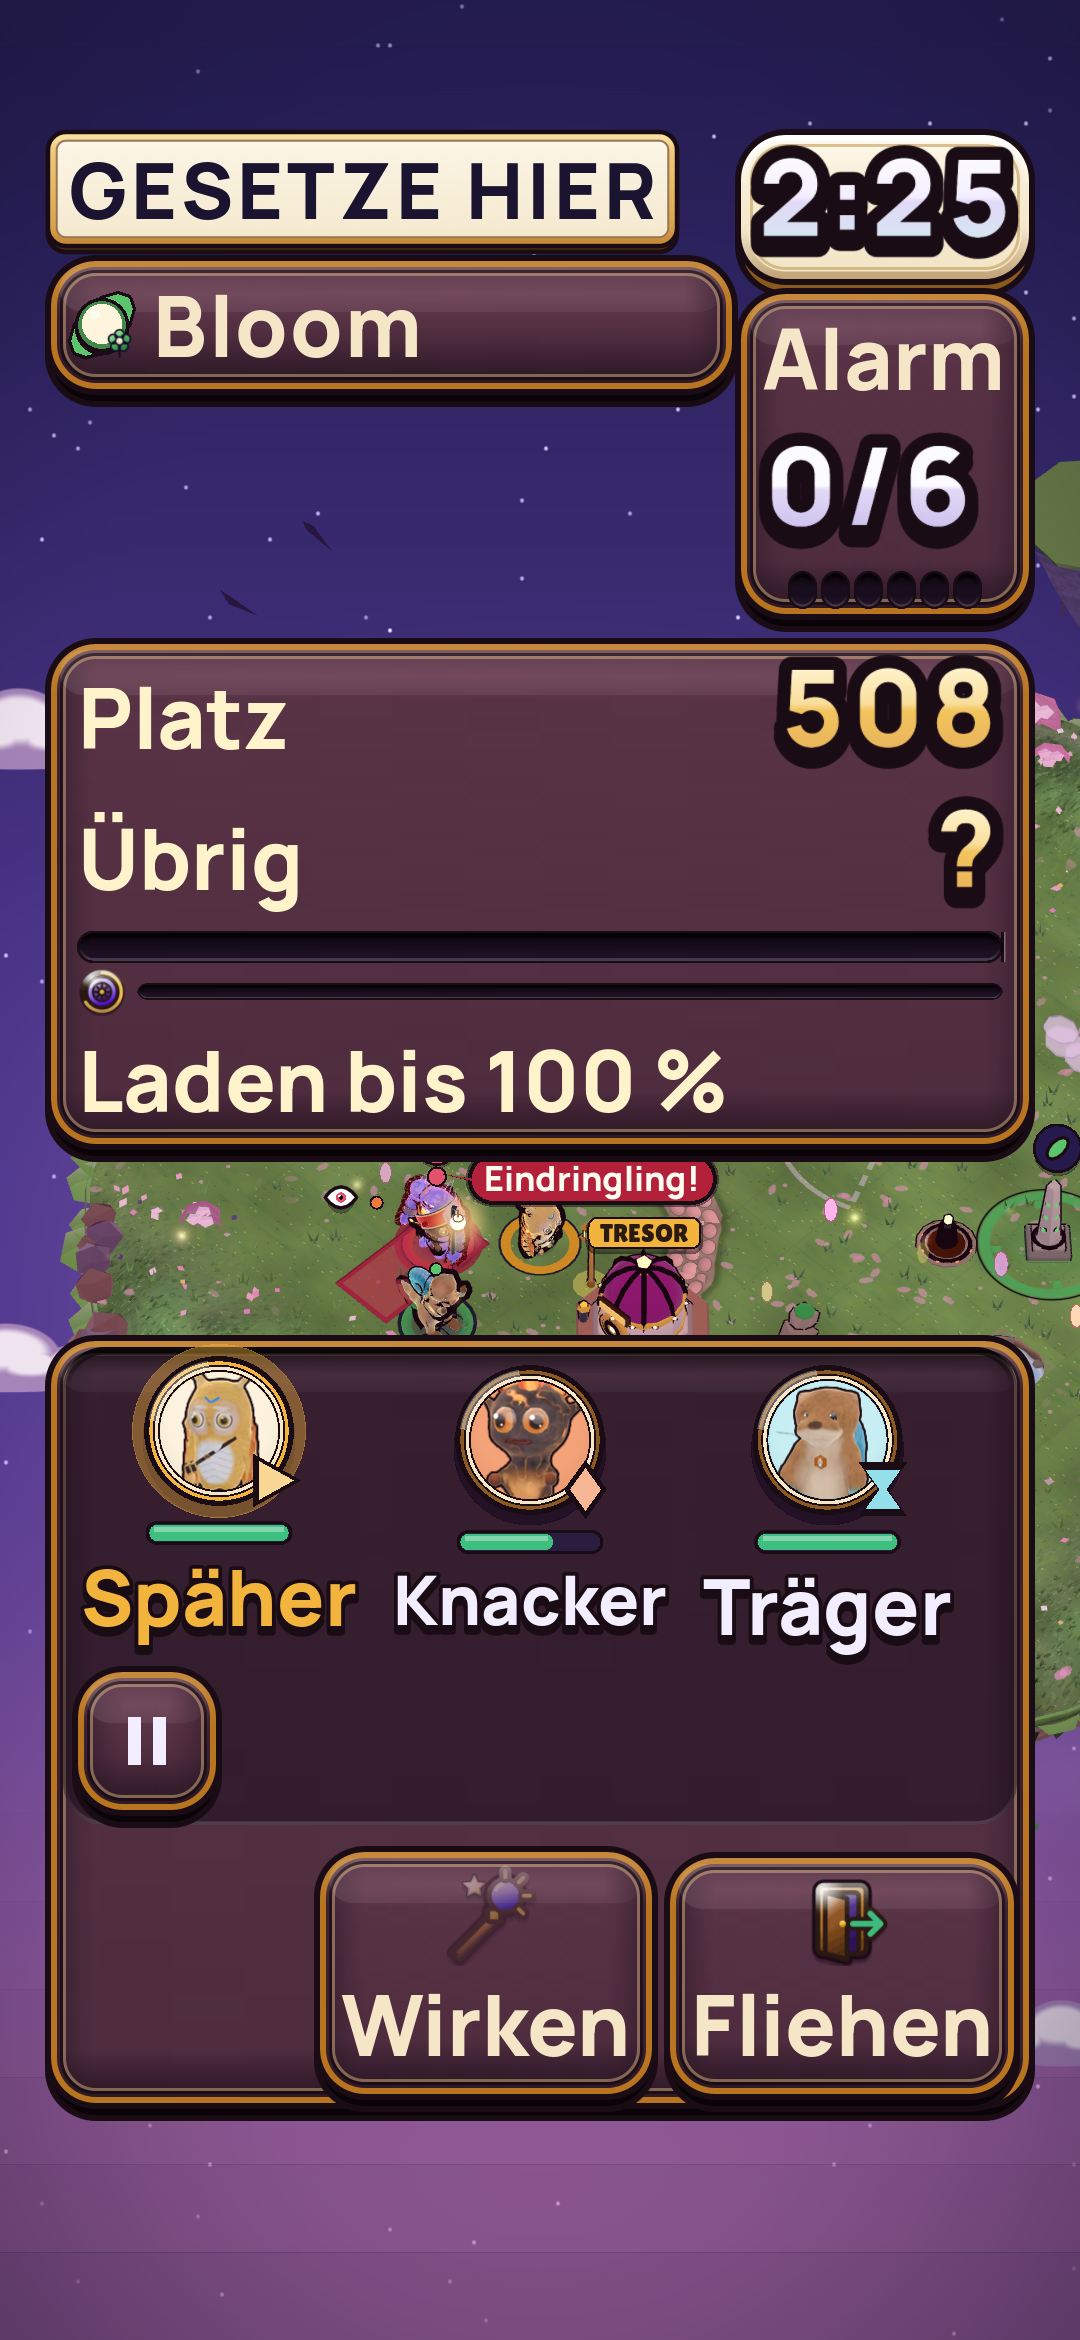 GESETZE HIER
2:25
Bloom
Alarm
0/6
Platz
508
Übrig
?
Laden bis 100 %
Eindringling!
TRESOR
Späher
Knacker
Träger
Wirken
Fliehen